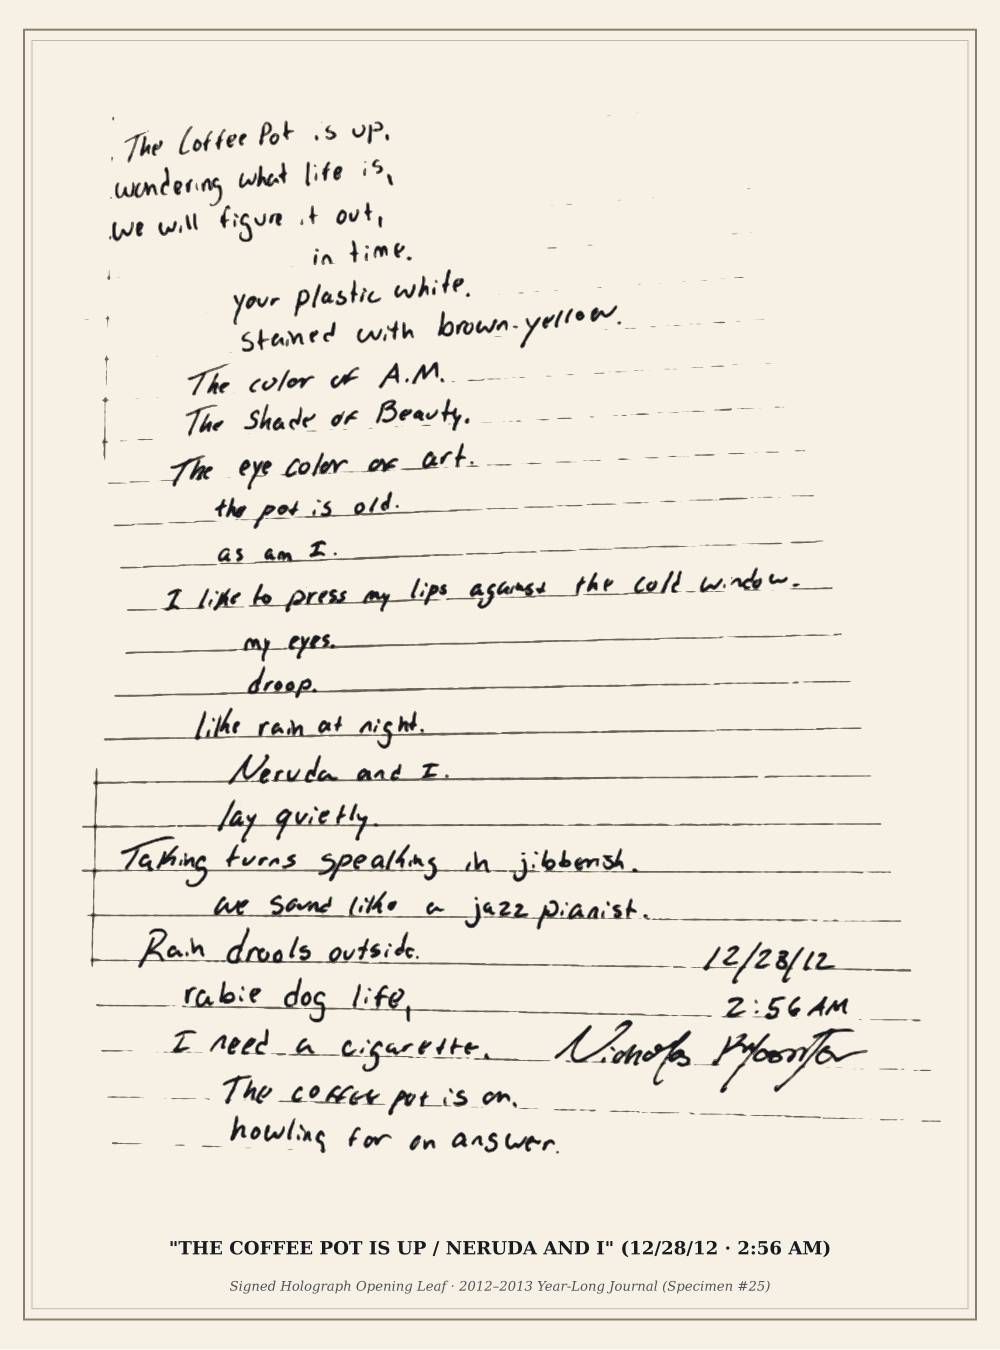 The Coffee Pot is up,
wondering what life is,
we will figure it out,
in time.
your plastic white.
stained with brown-yellow.
The color of A.M.
The Shade of Beauty.
The eye color of art.
the pot is old.
as am I.
I like to press my lips against the cold window.
my eyes.
droop.
like rain at night.
Neruda and I.
lay quietly.
Taking turns speaking in jibberish.
we sound like a jazz pianist.
Rain drools outside.
12/28/12
rabie dog life,
2:56 AM
I need a cigarette.
Nicholas
The coffee pot is on.
howling for an answer.
"THE COFFEE POT IS UP / NERUDA AND I" (12/28/12 · 2:56 AM)
Signed Holograph Opening Leaf · 2012–2013 Year-Long Journal (Specimen #25)